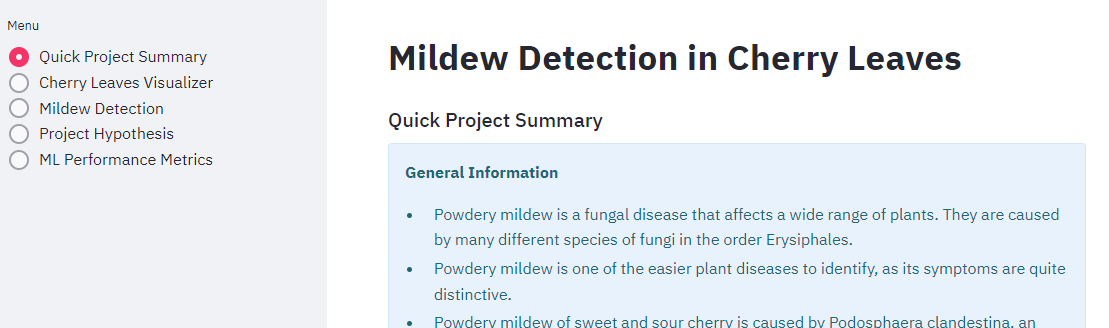 Menu
Quick Project Summary
Cherry Leaves Visualizer
Mildew Detection
Project Hypothesis
ML Performance Metrics
Mildew Detection in Cherry Leaves
Quick Project Summary
General Information
• Powdery mildew is a fungal disease that affects a wide range of plants. They are caused
by many different species of fungi in the order Erysiphales.
• Powdery mildew is one of the easier plant diseases to identify, as its symptoms are quite
distinctive.
• Powdery mildew of sweet and sour cherry is caused by Podosphaera clandestina, an